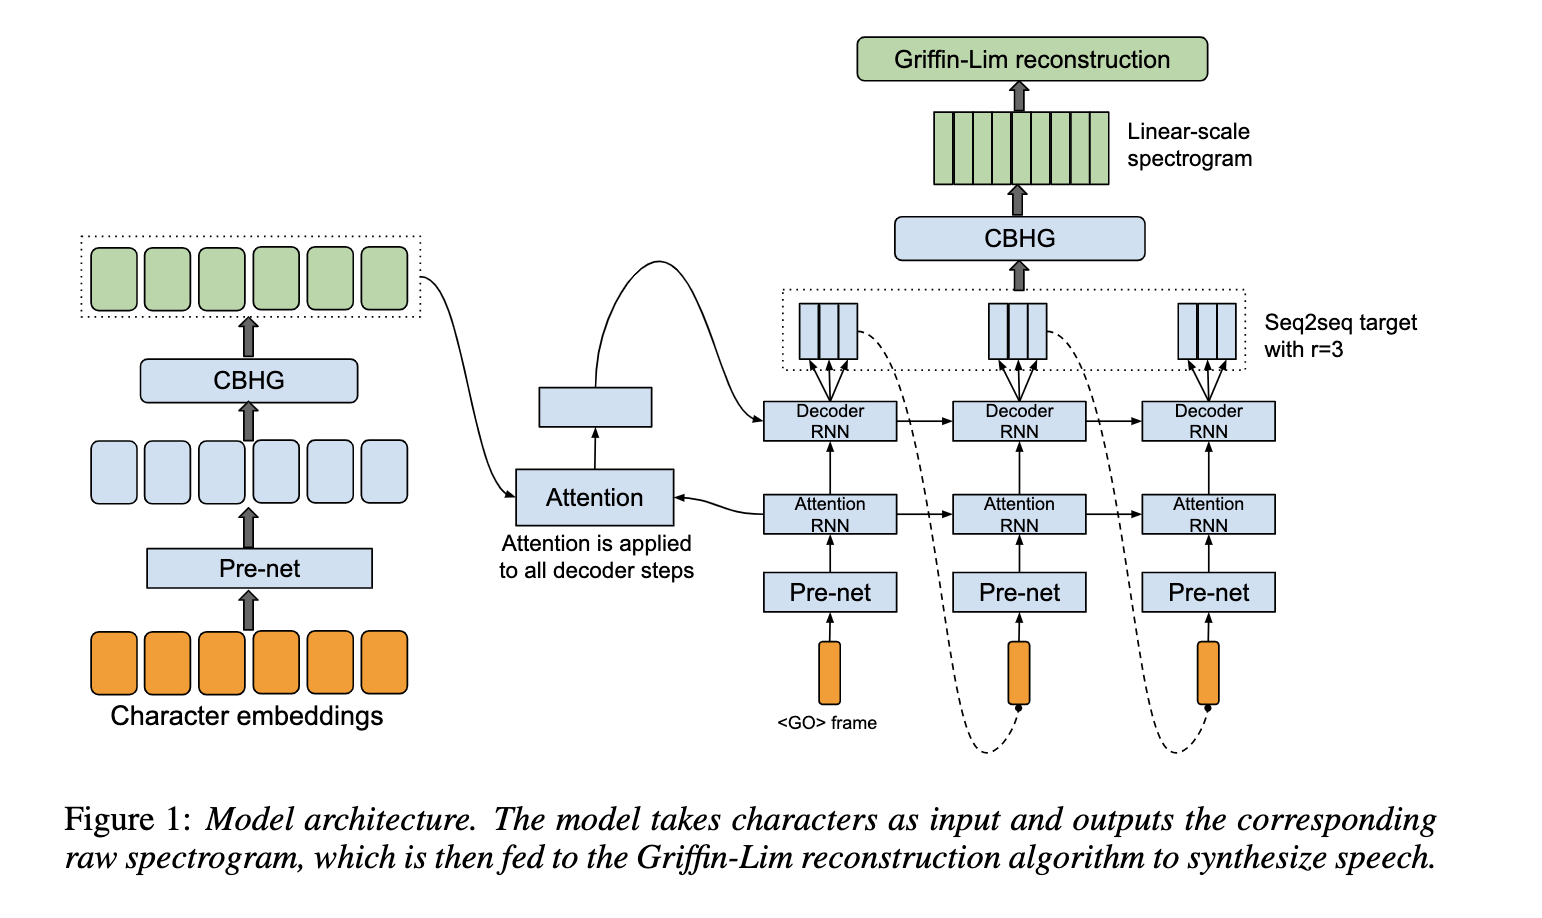 Griffin-Lim reconstruction
Linear-scale
spectrogram
CBHG
Seq2seq target
with r=3
CBHG
Decoder
RNN
Decoder
RNN
Decoder
RNN
Attention
Attention is applied
to all decoder steps
Attention
RNN
Attention
RNN
Attention
RNN
Pre-net
Pre-net
Pre-net
Pre-net
Character embeddings
<GO> frame
Figure 1: Model architecture. The model takes characters as input and outputs the corresponding
raw spectrogram, which is then fed to the Griffin-Lim reconstruction algorithm to synthesize speech.